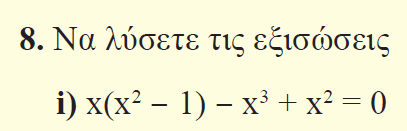 8. Να λύσετε τις εξισώσεις
i) x(x² − 1) − x³ + x² = 0